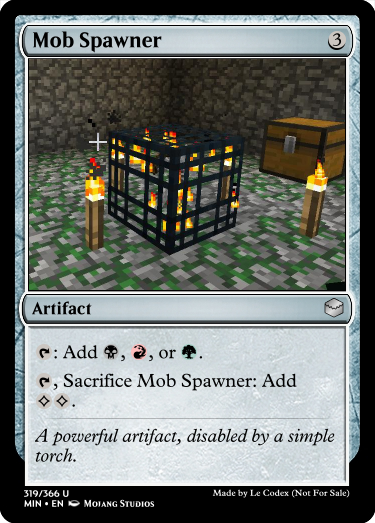 Mob Spawner 3
Artifact
: Add , , or .
, Sacrifice Mob Spawner: Add
.
A powerful artifact, disabled by a simple
torch.
319/366 U Made by Le Codex (Not For Sale)
MIN • EN Mojang Studios